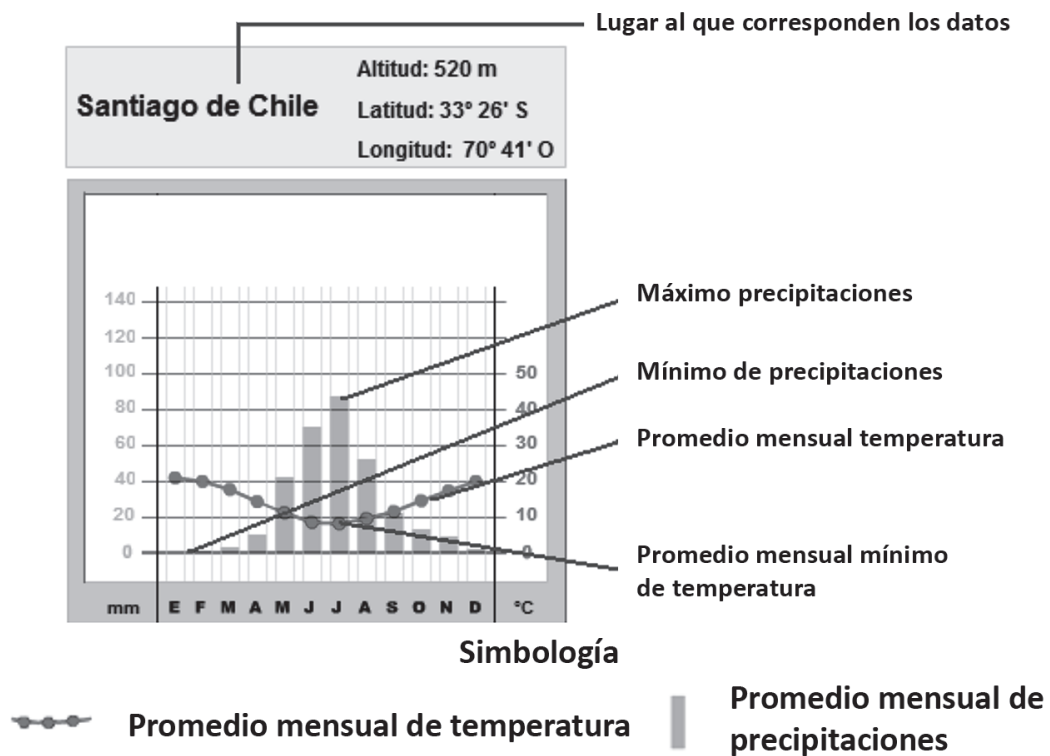 Lugar al que corresponden los datos
Santiago de Chile
Altitud: 520 m
Latitud: 33º 26' S
Longitud: 70º 41' O
140
120
100
80
60
40
20
0
50
40
30
20
10
0
mm E F M A M J J A S O N D °C
Máximo precipitaciones
Mínimo de precipitaciones
Promedio mensual temperatura
Promedio mensual mínimo
de temperatura
Simbología
Promedio mensual de temperatura
Promedio mensual de
precipitaciones